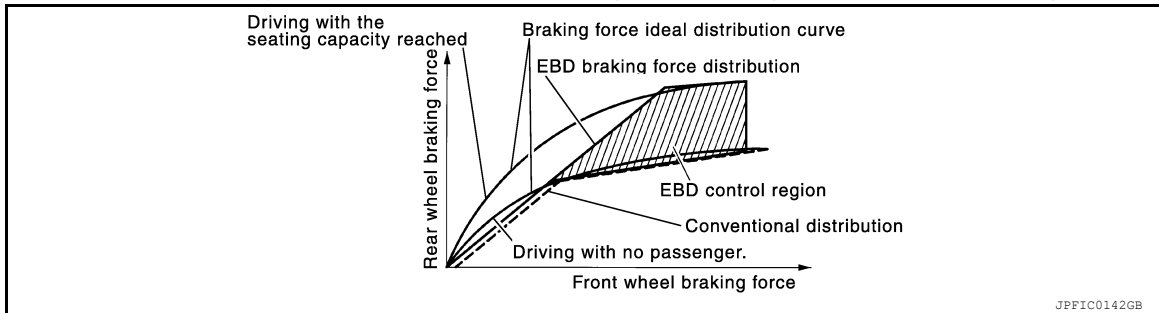 Driving with the
seating capacity reached
Braking force ideal distribution curve
EBD braking force distribution
Rear wheel braking force
EBD control region
Conventional distribution
Driving with no passenger.
Front wheel braking force
JPFIC0142GB